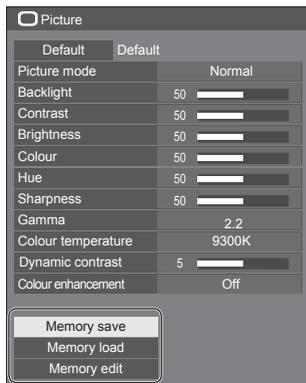 Picture
Default Default
Picture mode Normal
Backlight 50
Contrast 50
Brightness 50
Colour 50
Hue 50
Sharpness 50
Gamma 2.2
Colour temperature 9300K
Dynamic contrast 5
Colour enhancement Off
Memory save
Memory load
Memory edit